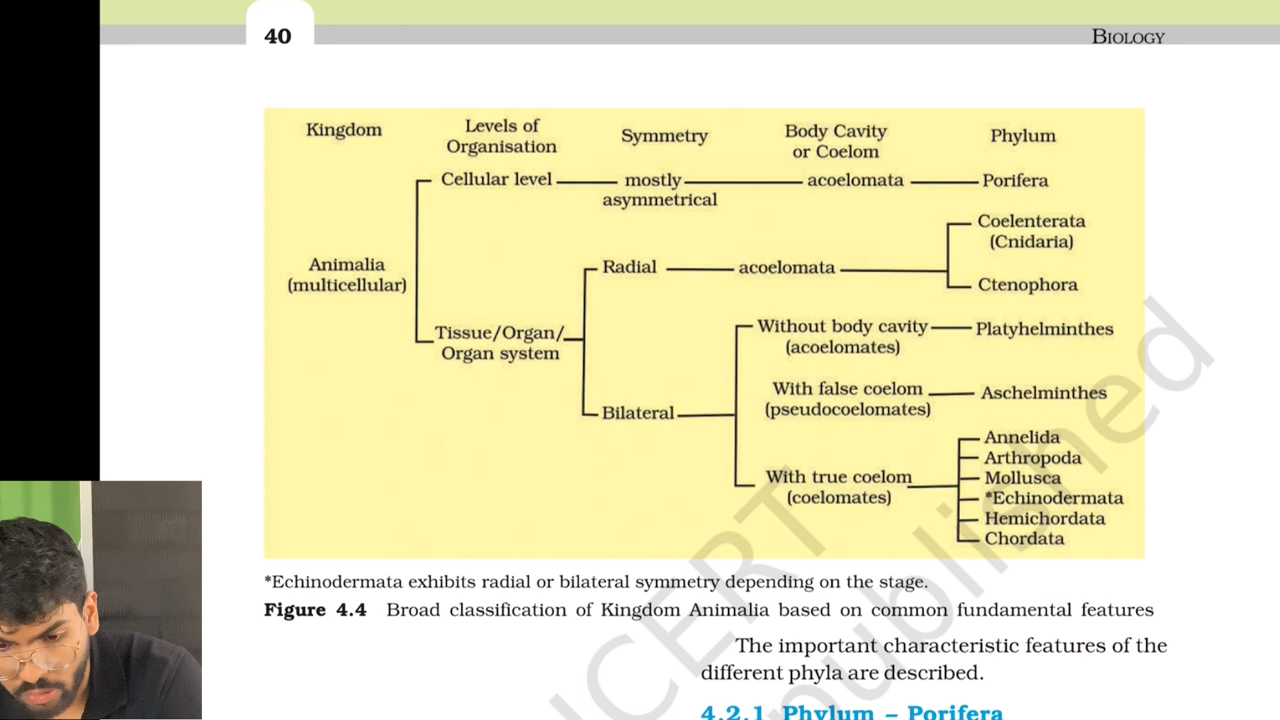 40
BIOLOGY
Kingdom
Levels of
Organisation
Symmetry
Body Cavity
or Coelom
Phylum
Cellular level
mostly
asymmetrical
acoelomata
Porifera
Animalia
(multicellular)
Tissue/Organ/
Organ system
Radial
acoelomata
Coelenterata
(Cnidaria)
Ctenophora
Bilateral
Without body cavity
(acoelomates)
Platyhelminthes
With false coelom
(pseudocoelomates)
Aschelminthes
With true coelom
(coelomates)
Annelida
Arthropoda
Mollusca
*Echinodermata
Hemichordata
Chordata
*Echinodermata exhibits radial or bilateral symmetry depending on the stage.
Figure 4.4 Broad classification of Kingdom Animalia based on common fundamental features
The important characteristic features of the
different phyla are described.
4.2.1 Phylum – Porifera